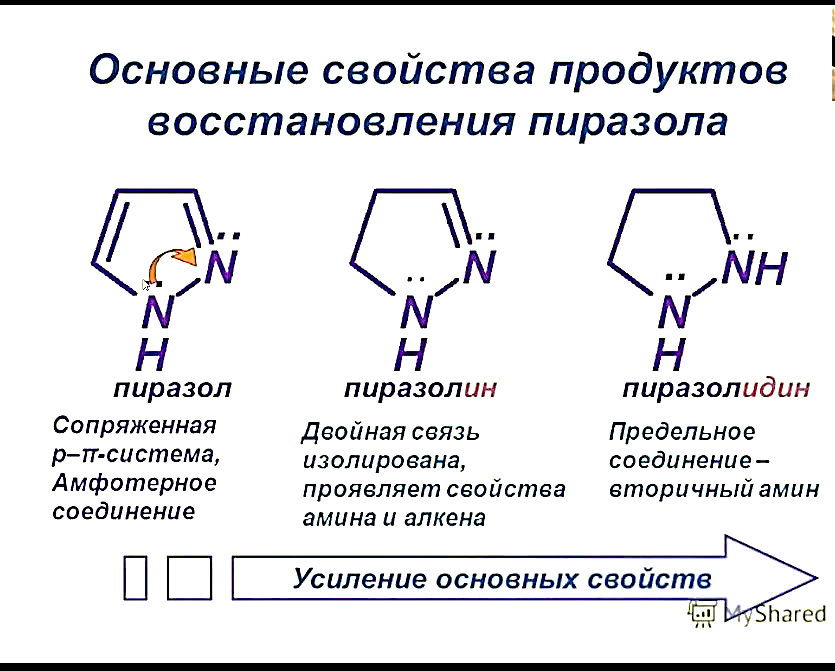 Основные свойства продуктов
восстановления пиразола
N
N
H
пиразол
N
N
H
пиразолин
NH
N
H
пиразолидин
Сопряженная
р–π-система,
Амфотерное
соединение
Двойная связь
изолирована,
проявляет свойства
амина и алкена
Предельное
соединение –
вторичный амин
Усиление основных свойств
MyShared